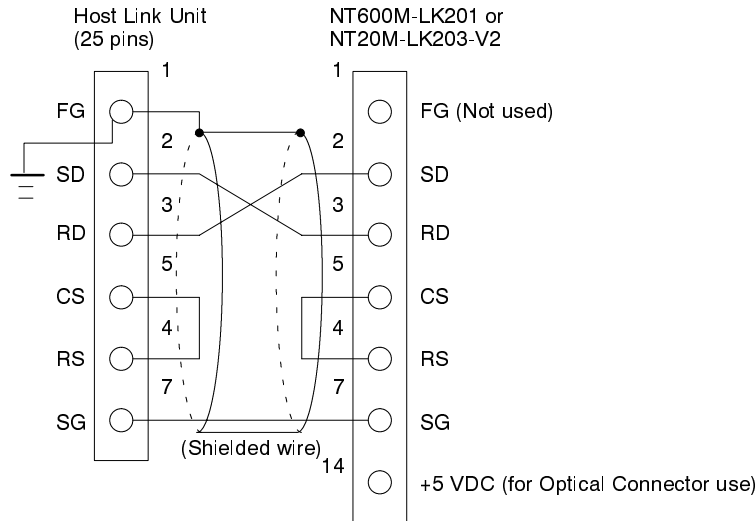 Host Link Unit
(25 pins)
NT600M-LK201 or
NT20M-LK203-V2
1
1
FG
FG (Not used)
2
2
SD
SD
3
3
RD
RD
5
5
CS
CS
4
4
RS
RS
7
7
SG
SG
(Shielded wire)
14
+5 VDC (for Optical Connector use)